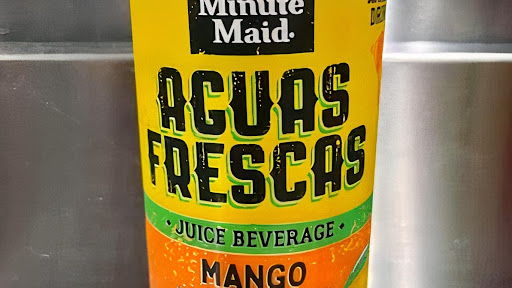 Minute
Maid.
AGUAS
FRESCAS
• JUICE BEVERAGE •
MANGO